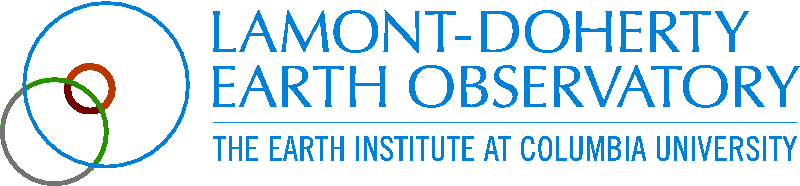 LAMONT-DOHERTY
EARTH OBSERVATORY
THE EARTH INSTITUTE AT COLUMBIA UNIVERSITY